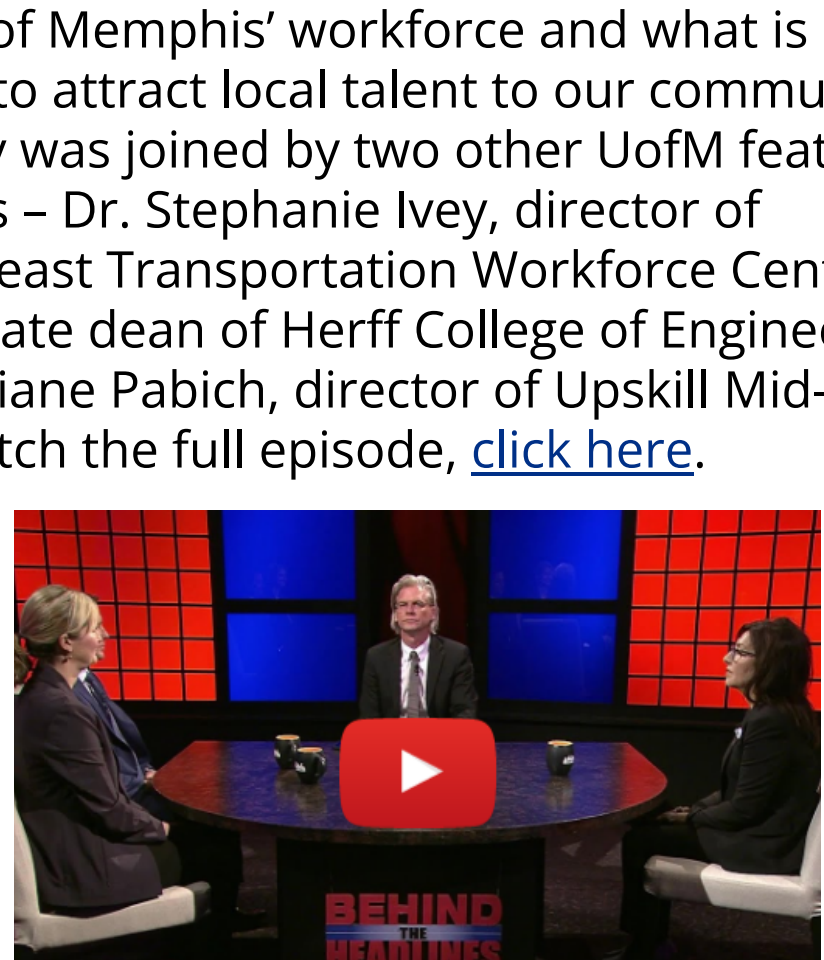 of Memphis’ workforce and what is
to attract local talent to our commu
y was joined by two other UofM feat
s – Dr. Stephanie Ivey, director of
east Transportation Workforce Cen
ate dean of Herff College of Enginee
iane Pabich, director of Upskill Mid-
tch the full episode, click here.
BEHIND
THE
HEADLINES